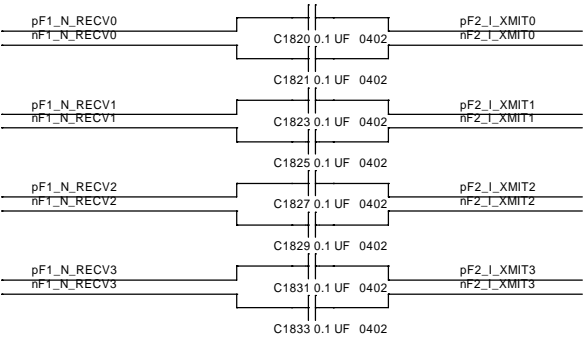 pF1_N_RECV0 pF2_I_XMIT0
nF1_N_RECV0 nF2_I_XMIT0
C1820 0.1 UF 0402
C1821 0.1 UF 0402
pF1_N_RECV1 pF2_I_XMIT1
nF1_N_RECV1 nF2_I_XMIT1
C1823 0.1 UF 0402
C1825 0.1 UF 0402
pF1_N_RECV2 pF2_I_XMIT2
nF1_N_RECV2 nF2_I_XMIT2
C1827 0.1 UF 0402
C1829 0.1 UF 0402
pF1_N_RECV3 pF2_I_XMIT3
nF1_N_RECV3 nF2_I_XMIT3
C1831 0.1 UF 0402
C1833 0.1 UF 0402